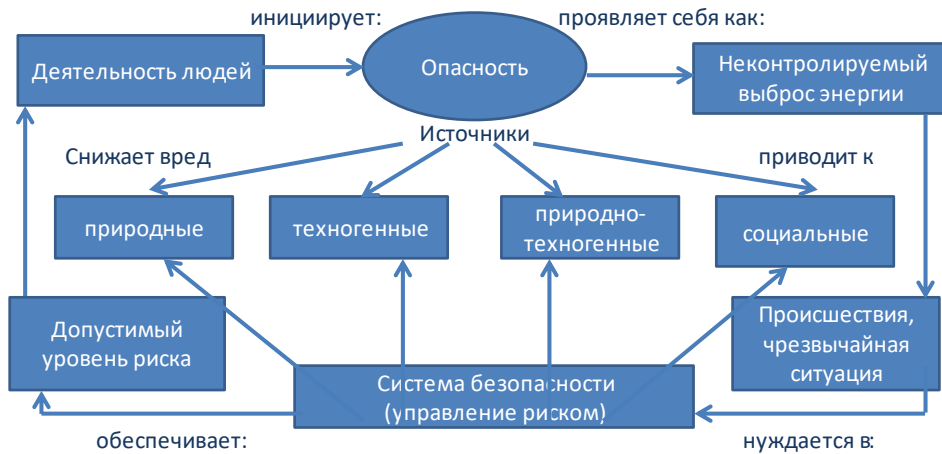 инициирует:
проявляет себя как:
Деятельность людей
Опасность
Неконтролируемый
выброс энергии
Источники
Снижает вред
приводит к
природные
техногенные
природно-
техногенные
социальные
Допустимый
уровень риска
Происшествия,
чрезвычайная
ситуация
Система безопасности
(управление риском)
обеспечивает:
нуждается в: